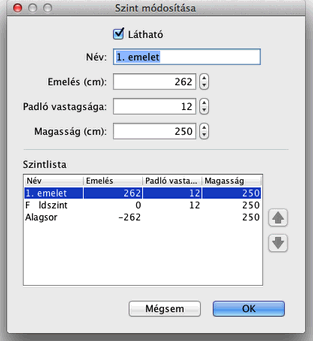 Szint módosítása
Látható
Név: 1. emelet
Emelés (cm): 262
Padló vastagsága: 12
Magasság (cm): 250
Szintlista
Név Emelés Padló vasta... Magasság
1. emelet 262 12 250
F ldszint 0 12 250
Alagsor -262 250
Mégsem OK